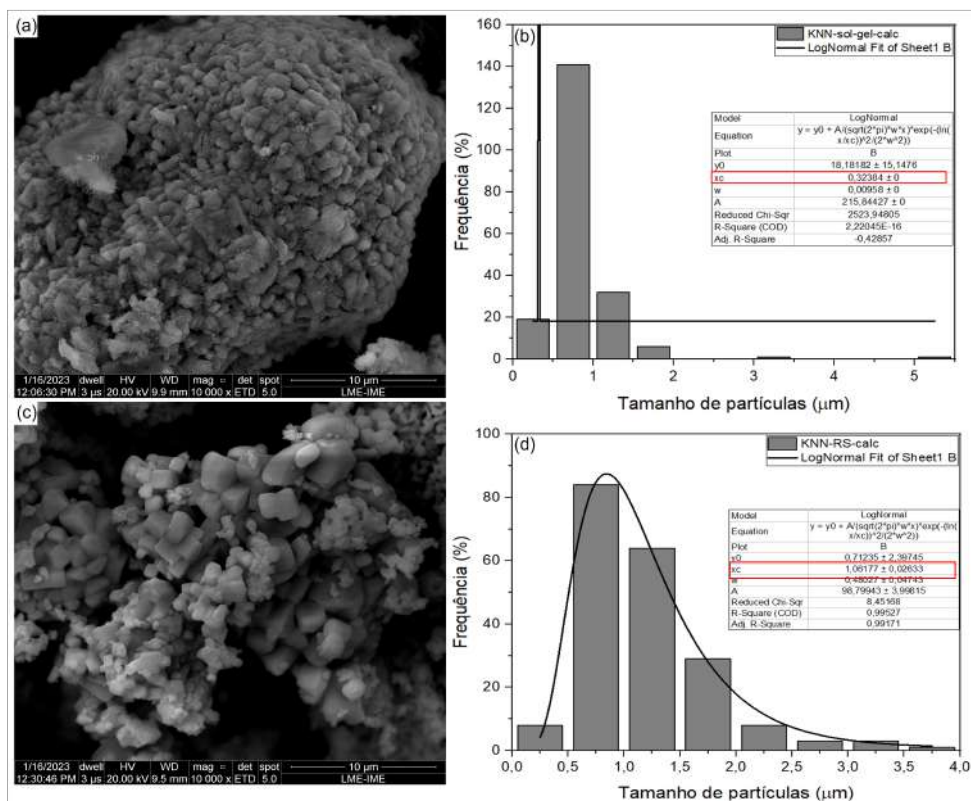 (a)
1/16/2023 dwell HV WD mag = det spot 10 µm
12:06:30 PM 3 µs 20.00 kV 9.9 mm 10 000 x ETD 5.0 LME-IME
(b)
160
140
120
100
80
60
40
20
0
Frequência (%)
KNN-sol-gel-calc
LogNormal Fit of Sheet1 B
Model LogNormal
Equation y = y0 + A/(sqrt(2*pi)*w*x)*exp(-(ln(
x/xc))^2/(2*w^2))
Plot B
y0 18,18182 ± 15,1476
xc 0,32384 ± 0
w 0,00958 ± 0
A 215,84427 ± 0
Reduced Chi-Sqr 2523,94805
R-Square (COD) 2,22045E-16
Adj. R-Square -0,42857
0 1 2 3 4 5
Tamanho de partículas (µm)
(c)
1/16/2023 dwell HV WD mag = det spot 10 µm
12:30:46 PM 3 µs 20.00 kV 9.5 mm 10 000 x ETD 5.0 LME-IME
(d)
100
80
60
40
20
0
Frequência (%)
KNN-RS-calc
LogNormal Fit of Sheet1 B
Model LogNormal
Equation y = y0 + A/(sqrt(2*pi)*w*x)*exp(-(ln(
x/xc))^2/(2*w^2))
Plot B
y0 0,71235 ± 2,39745
xc 1,06177 ± 0,02633
w 0,48027 ± 0,04743
A 98,79943 ± 3,99815
Reduced Chi-Sqr 8,45168
R-Square (COD) 0,99527
Adj. R-Square 0,99171
0,0 0,5 1,0 1,5 2,0 2,5 3,0 3,5 4,0
Tamanho de partículas (µm)